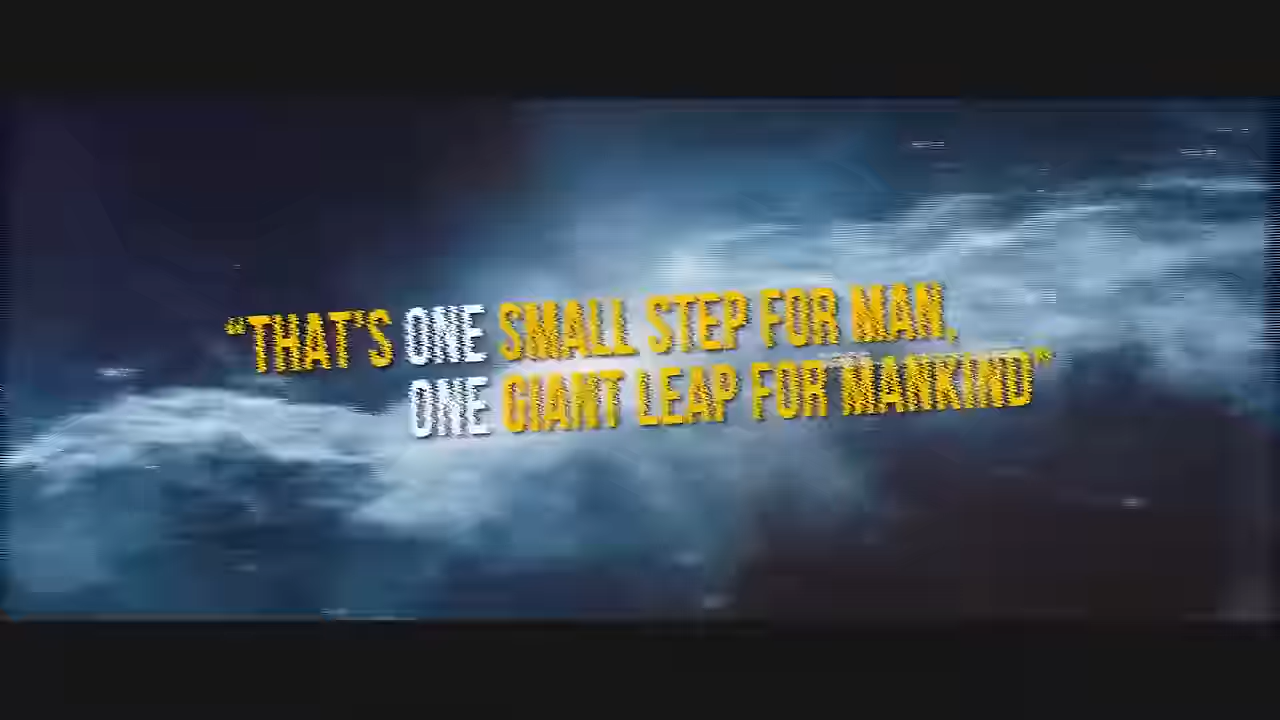 “THAT’S ONE SMALL STEP FOR MAN,
ONE GIANT LEAP FOR MANKIND”